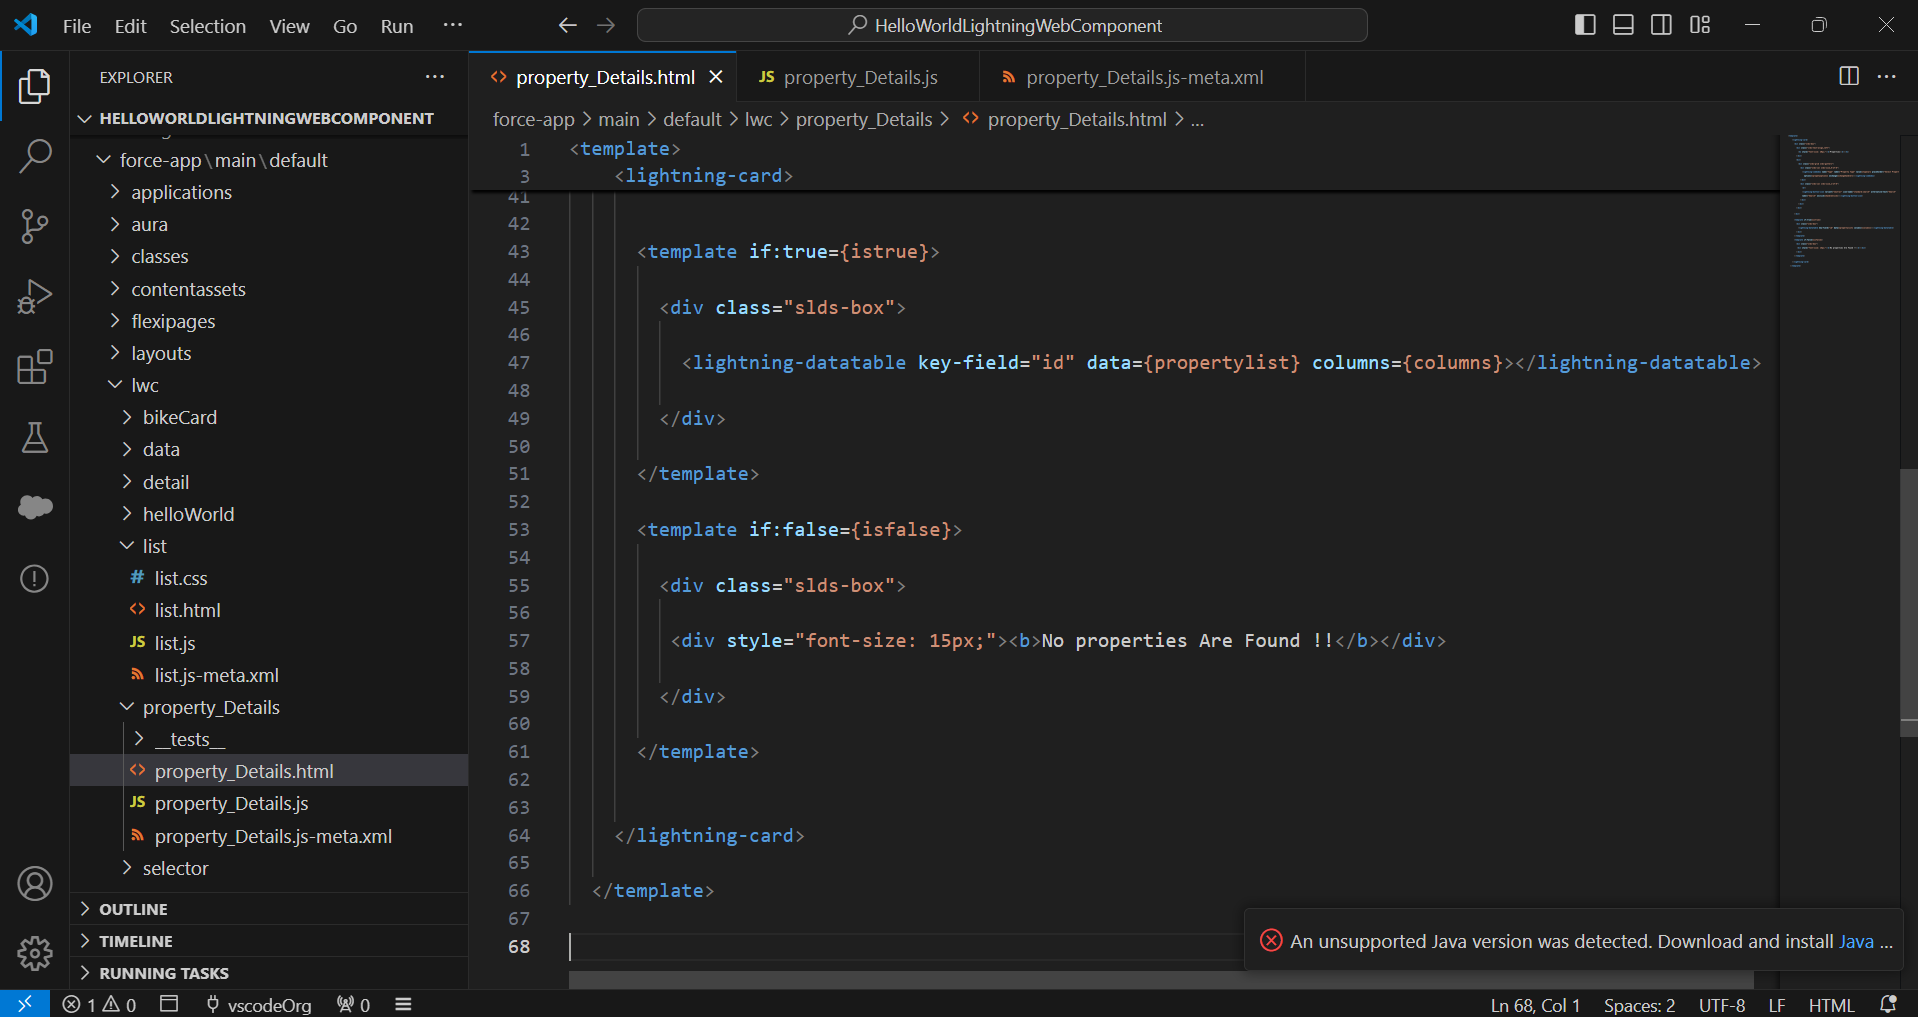 File Edit Selection View Go Run ···
HelloWorldLightningWebComponent
EXPLORER
HELLOWORLDLIGHTNINGWEBCOMPONENT
force-app\main\default
applications
aura
classes
contentassets
flexipages
layouts
lwc
bikeCard
data
detail
helloWorld
list
# list.css
<> list.html
JS list.js
list.js-meta.xml
property_Details
__tests__
<> property_Details.html
JS property_Details.js
property_Details.js-meta.xml
selector
OUTLINE
TIMELINE
RUNNING TASKS
<> property_Details.html
JS property_Details.js
property_Details.js-meta.xml
force-app > main > default > lwc > property_Details > <> property_Details.html > ...
1 <template>
3 <lightning-card>
41
42
43 <template if:true={istrue}>
44
45 <div class="slds-box">
46
47 <lightning-datatable key-field="id" data={propertylist} columns={columns}></lightning-datatable>
48
49 </div>
50
51 </template>
52
53 <template if:false={isfalse}>
54
55 <div class="slds-box">
56
57 <div style="font-size: 15px;"><b>No properties Are Found !!</b></div>
58
59 </div>
60
61 </template>
62
63
64 </lightning-card>
65
66 </template>
67
68
An unsupported Java version was detected. Download and install Java ...
1 0 vscodeOrg 0
Ln 68, Col 1 Spaces: 2 UTF-8 LF HTML